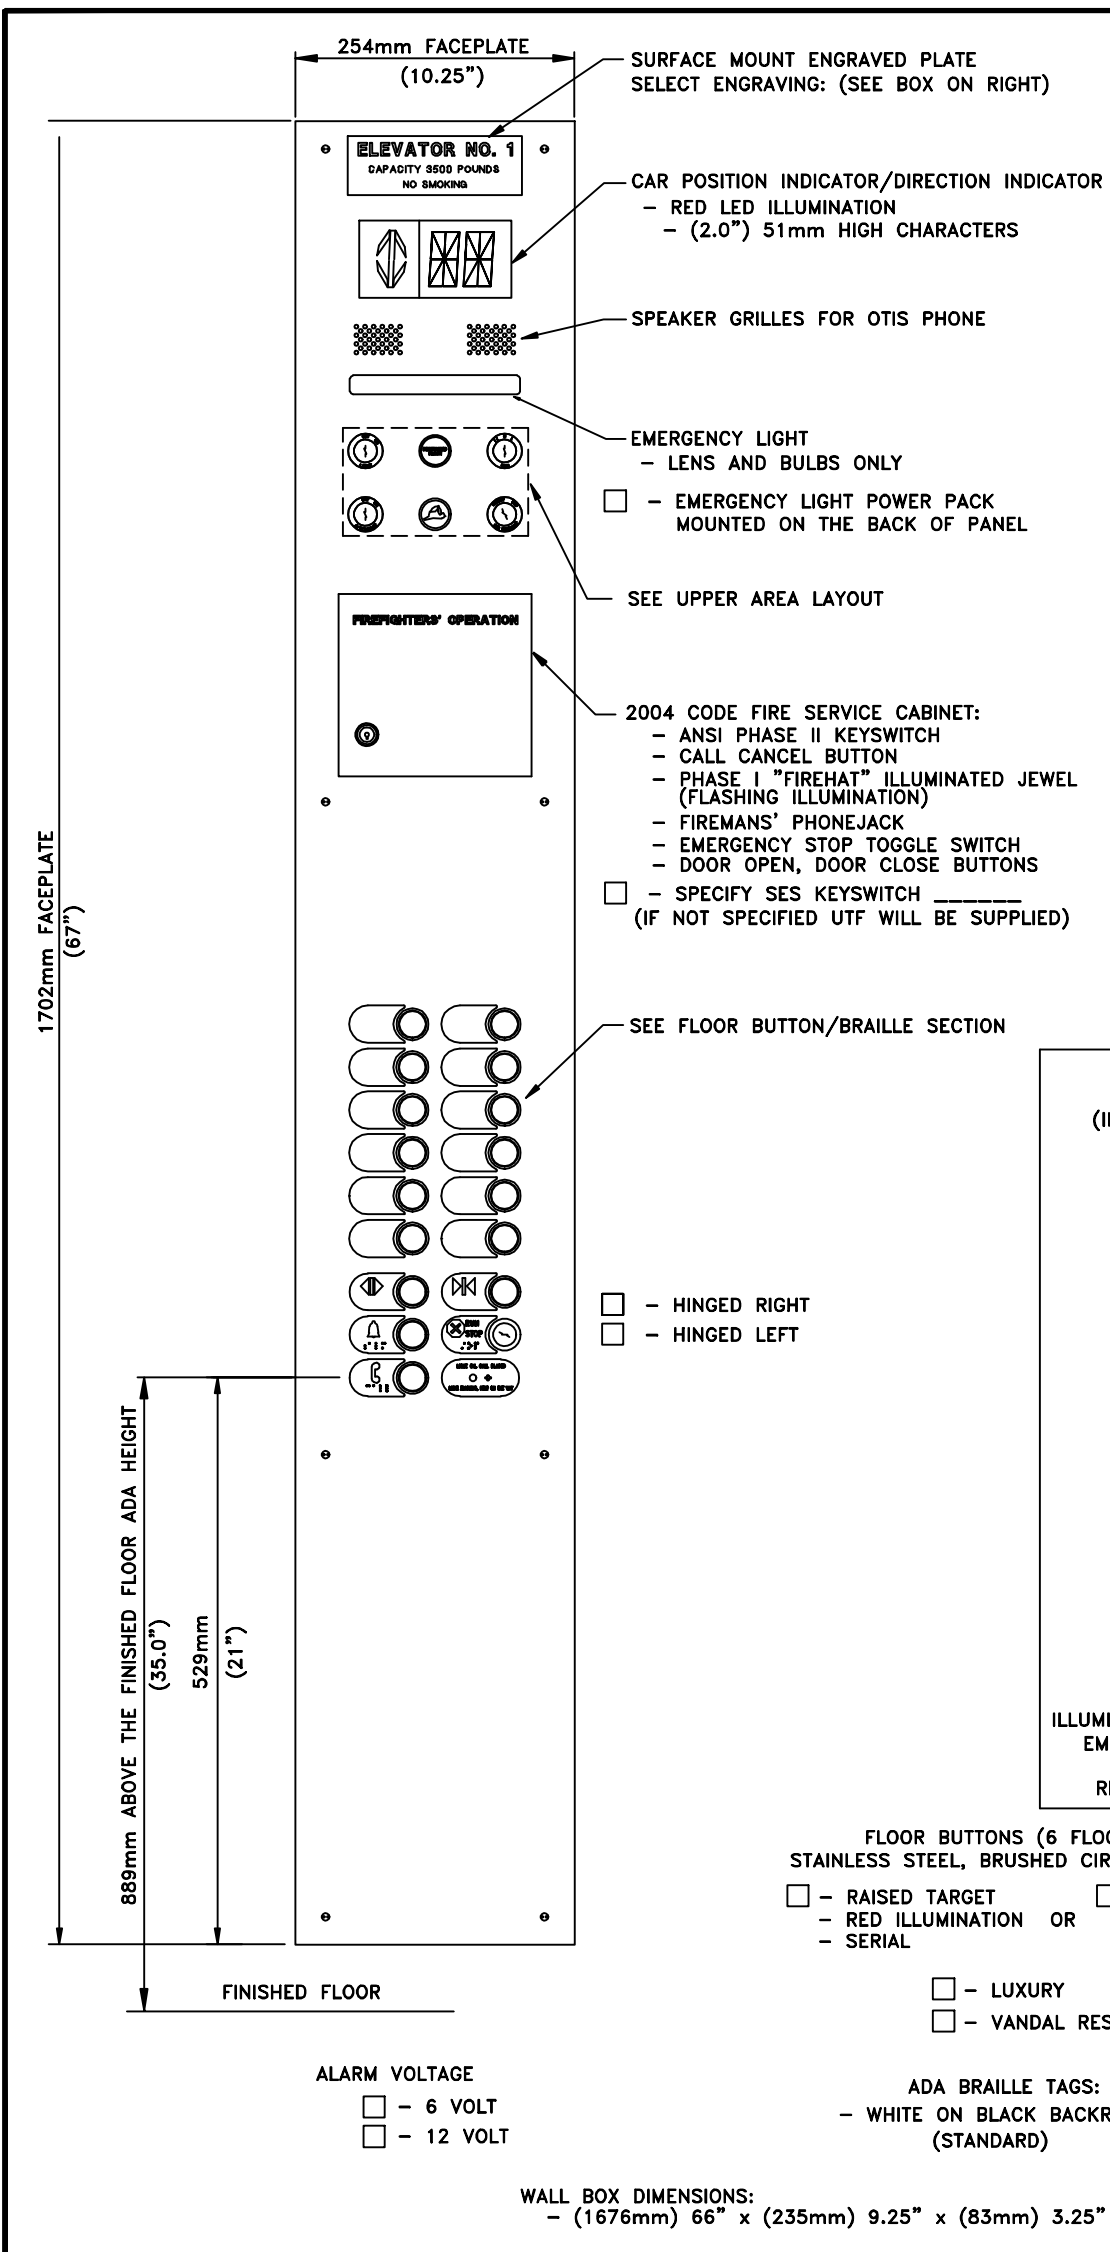 254mm FACEPLATE
(10.25")
SURFACE MOUNT ENGRAVED PLATE
SELECT ENGRAVING: (SEE BOX ON RIGHT)
ELEVATOR NO. 1
CAPACITY 3500 POUNDS
NO SMOKING
CAR POSITION INDICATOR/DIRECTION INDICATOR
- RED LED ILLUMINATION
- (2.0") 51mm HIGH CHARACTERS
SPEAKER GRILLES FOR OTIS PHONE
EMERGENCY LIGHT
- LENS AND BULBS ONLY
- EMERGENCY LIGHT POWER PACK
MOUNTED ON THE BACK OF PANEL
SEE UPPER AREA LAYOUT
FIREFIGHTERS' OPERATION
2004 CODE FIRE SERVICE CABINET:
- ANSI PHASE II KEYSWITCH
- CALL CANCEL BUTTON
- PHASE I "FIREHAT" ILLUMINATED JEWEL
(FLASHING ILLUMINATION)
- FIREMANS' PHONEJACK
- EMERGENCY STOP TOGGLE SWITCH
- DOOR OPEN, DOOR CLOSE BUTTONS
- SPECIFY SES KEYSWITCH ______
(IF NOT SPECIFIED UTF WILL BE SUPPLIED)
1702mm FACEPLATE
(67")
SEE FLOOR BUTTON/BRAILLE SECTION
(I
- HINGED RIGHT
- HINGED LEFT
RUN
STOP
889mm ABOVE THE FINISHED FLOOR ADA HEIGHT
(35.0")
529mm
(21")
ILLUMI
EM
R
FLOOR BUTTONS (6 FLOO
STAINLESS STEEL, BRUSHED CIR
- RAISED TARGET
- RED ILLUMINATION OR
- SERIAL
FINISHED FLOOR
- LUXURY
- VANDAL RES
ALARM VOLTAGE
- 6 VOLT
- 12 VOLT
ADA BRAILLE TAGS:
- WHITE ON BLACK BACKR
(STANDARD)
WALL BOX DIMENSIONS:
- (1676mm) 66" x (235mm) 9.25" x (83mm) 3.25"